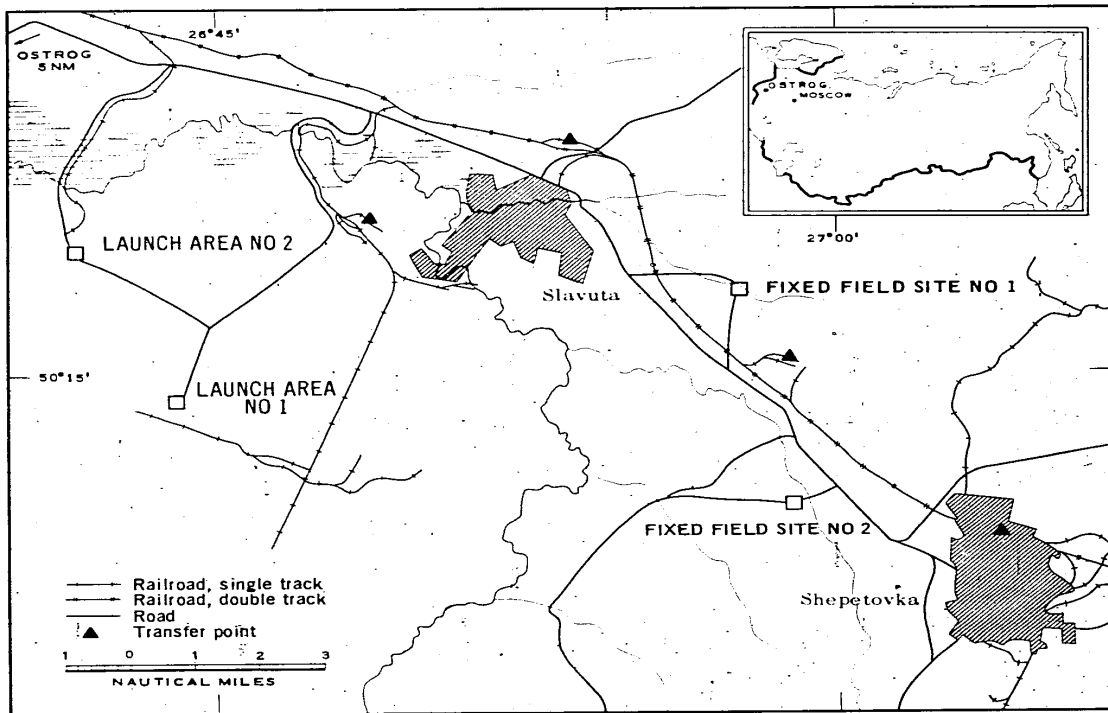 26°45'
OSTROG
5 NM
OSTROG
MOSCOW
27°00'
LAUNCH AREA NO 2
Slavuta
FIXED FIELD SITE NO 1
50°15'
LAUNCH AREA
NO 1
FIXED FIELD SITE NO 2
Shepetovka
Railroad, single track
Railroad, double track
Road
Transfer point
1 0 1 2 3
NAUTICAL MILES